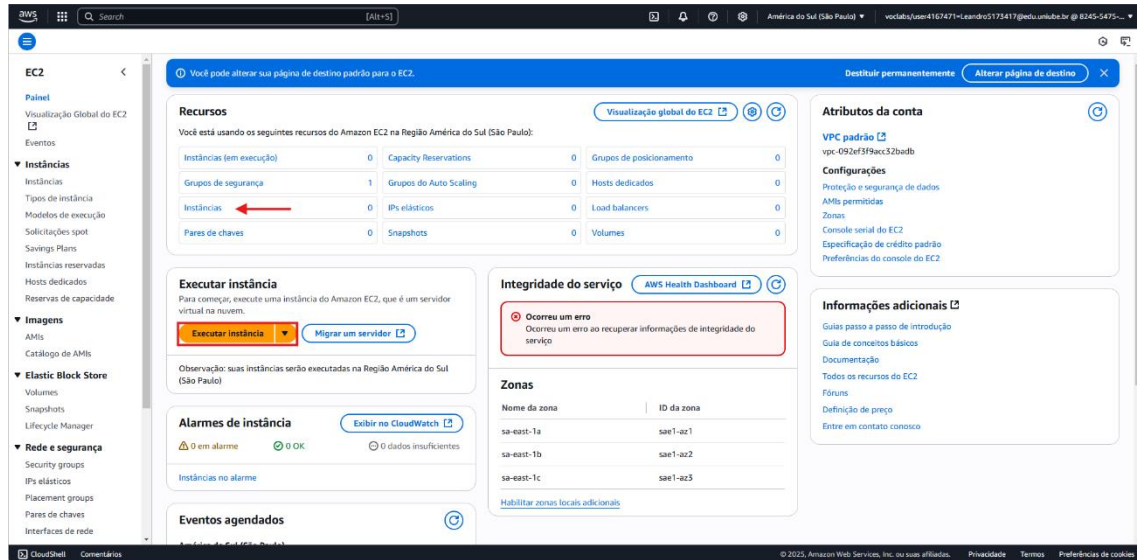 aws
Search
[Alt+S]
América do Sul (São Paulo)
voclabs/user4167471=Leandro5173417@edu.uniube.br @ 8245-5475-...
EC2
Painel
Visualização Global do EC2
Eventos
Instâncias
Instâncias
Tipos de instância
Modelos de execução
Solicitações spot
Savings Plans
Instâncias reservadas
Hosts dedicados
Reservas de capacidade
Imagens
AMIs
Catálogo de AMIs
Elastic Block Store
Volumes
Snapshots
Lifecycle Manager
Rede e segurança
Security groups
IPs elásticos
Placement groups
Pares de chaves
Interfaces de rede
Você pode alterar sua página de destino padrão para o EC2.
Destituir permanentemente
Alterar página de destino
Recursos
Visualização global do EC2
Você está usando os seguintes recursos do Amazon EC2 na Região América do Sul (São Paulo):
Instâncias (em execução) 0 Capacity Reservations 0 Grupos de posicionamento 0
Grupos de segurança 1 Grupos do Auto Scaling 0 Hosts dedicados 0
Instâncias 0 IPs elásticos 0 Load balancers 0
Pares de chaves 0 Snapshots 0 Volumes 0
Executar instância
Para começar, execute uma instância do Amazon EC2, que é um servidor
virtual na nuvem.
Executar instância
Migrar um servidor
Observação: suas instâncias serão executadas na Região América do Sul
(São Paulo)
Alarmes de instância
Exibir no CloudWatch
0 em alarme 0 OK 0 dados insuficientes
Instâncias no alarme
Eventos agendados
Integridade do serviço
AWS Health Dashboard
Ocorreu um erro
Ocorreu um erro ao recuperar informações de integridade do
serviço
Zonas
Nome da zona ID da zona
sa-east-1a sae1-az1
sa-east-1b sae1-az2
sa-east-1c sae1-az3
Habilitar zonas locais adicionais
Atributos da conta
VPC padrão
vpc-092ef3f9acc32badb
Configurações
Proteção e segurança de dados
AMIs permitidas
Zonas
Console serial do EC2
Especificação de crédito padrão
Preferências do console do EC2
Informações adicionais
Guias passo a passo de introdução
Guia de conceitos básicos
Documentação
Todos os recursos do EC2
Fóruns
Definição de preço
Entre em contato conosco
CloudShell
Comentários
© 2025, Amazon Web Services, Inc. ou suas afiliadas.
Privacidade
Termos
Preferências de cookies